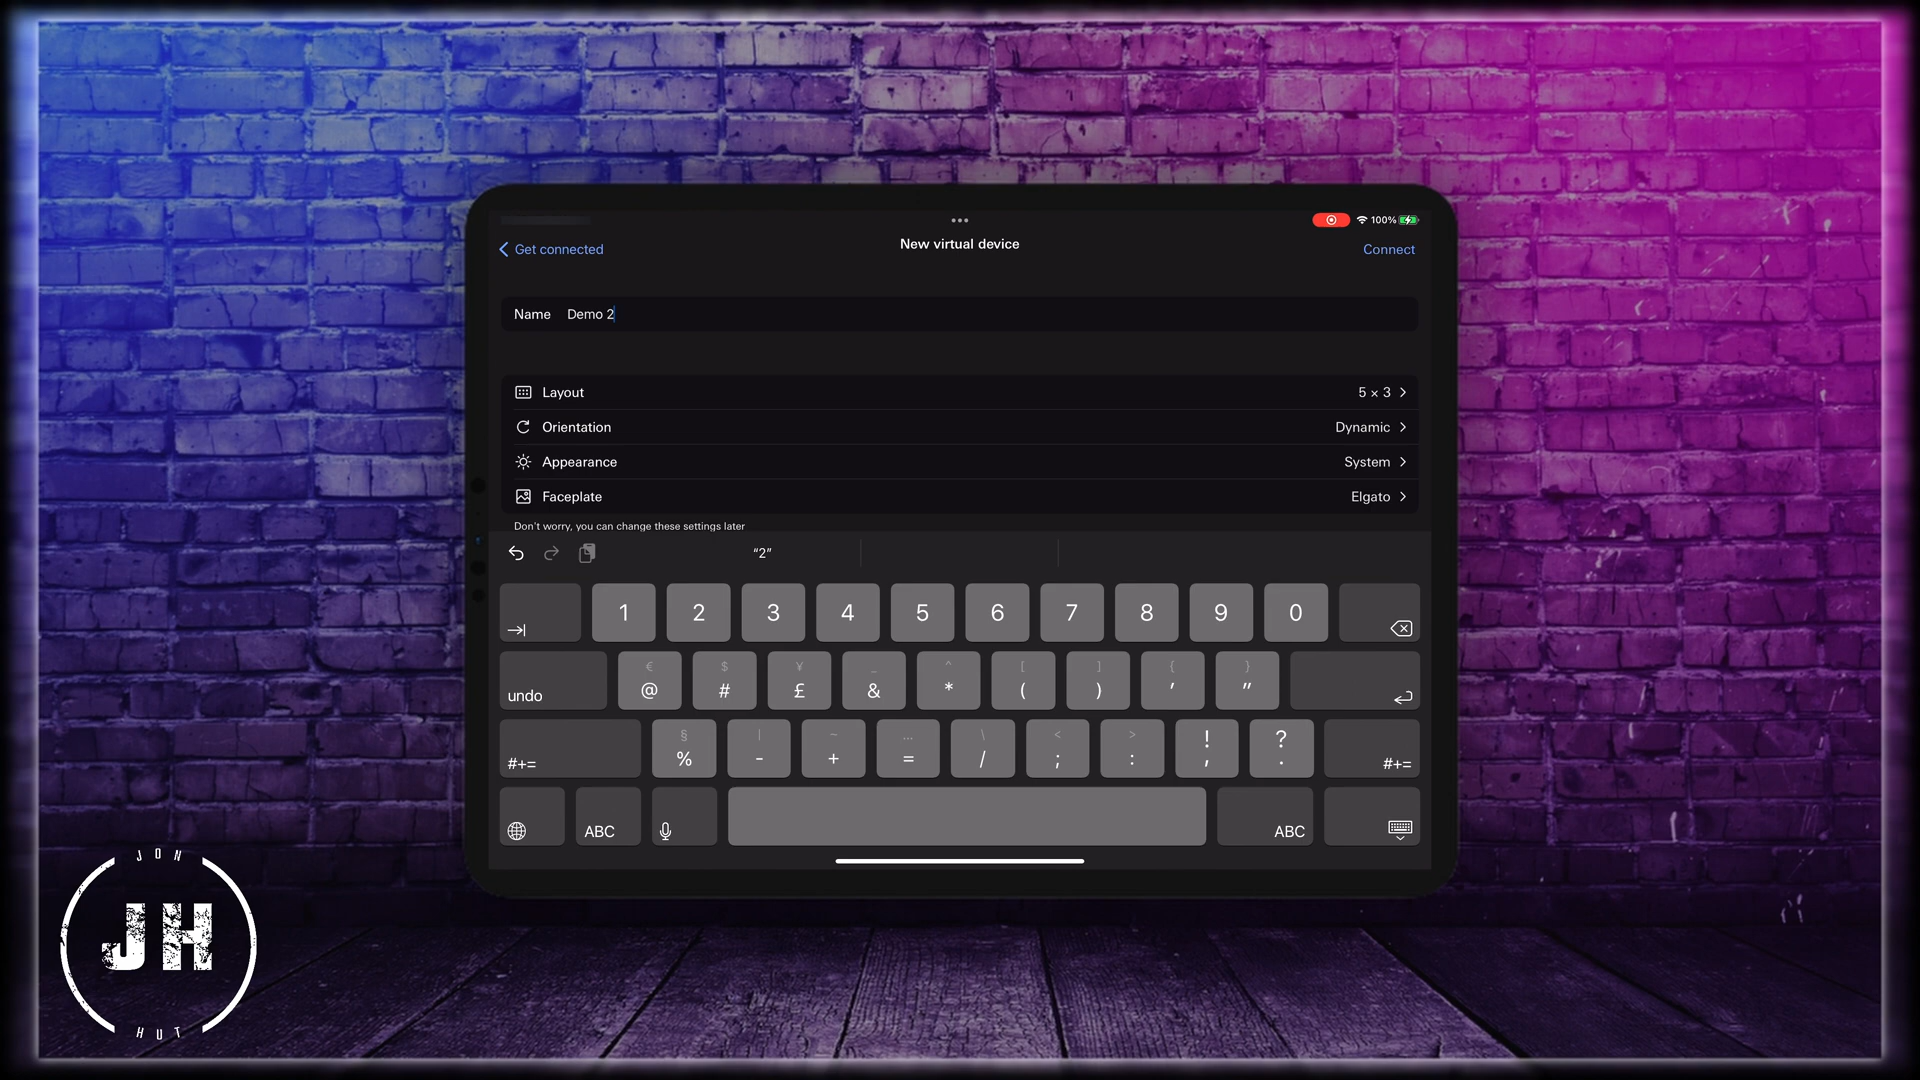 100%
Get connected
New virtual device
Connect
Name Demo 2
Layout 5 × 3
Orientation Dynamic
Appearance System
Faceplate Elgato
Don't worry, you can change these settings later
“2”
1 2 3 4 5 6 7 8 9 0
€ $ ¥ _ ^ [ ] { }
undo @ # £ & * ( ) ' "
§ | ~ … \ < > ! ?
#+= % - + = / ; : , . #+=
ABC ABC
JON
JH
HUT